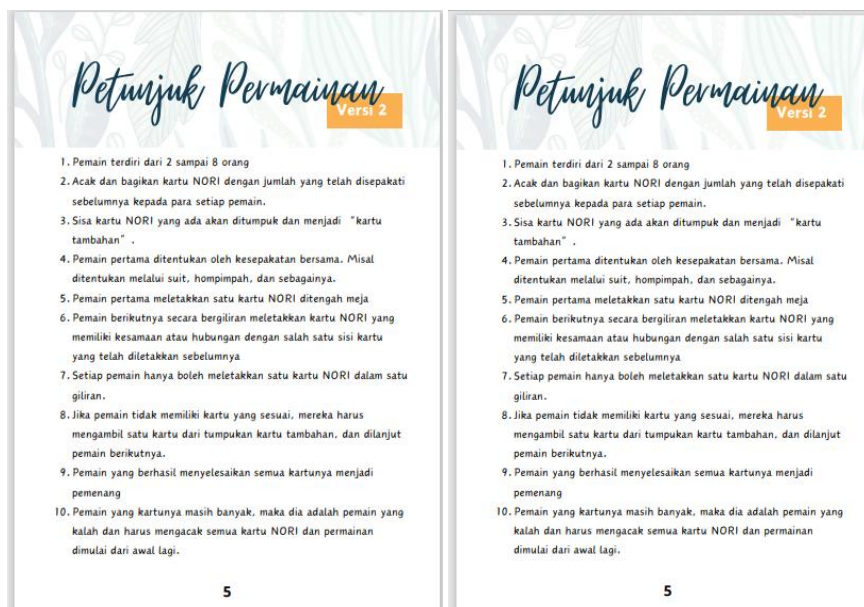 Petunjuk Permainan
Versi 2
1. Pemain terdiri dari 2 sampai 8 orang
2. Acak dan bagikan kartu NORI dengan jumlah yang telah disepakati
sebelumnya kepada para setiap pemain.
3. Sisa kartu NORI yang ada akan ditumpuk dan menjadi “kartu
tambahan” .
4. Pemain pertama ditentukan oleh kesepakatan bersama. Misal
ditentukan melalui suit, hompimpah, dan sebagainya.
5. Pemain pertama meletakkan satu kartu NORI ditengah meja
6. Pemain berikutnya secara bergiliran meletakkan kartu NORI yang
memiliki kesamaan atau hubungan dengan salah satu sisi kartu
yang telah diletakkan sebelumnya
7. Setiap pemain hanya boleh meletakkan satu kartu NORI dalam satu
giliran.
8. Jika pemain tidak memiliki kartu yang sesuai, mereka harus
mengambil satu kartu dari tumpukan kartu tambahan, dan dilanjut
pemain berikutnya.
9. Pemain yang berhasil menyelesaikan semua kartunya menjadi
pemenang
10. Pemain yang kartunya masih banyak, maka dia adalah pemain yang
kalah dan harus mengacak semua kartu NORI dan permainan
dimulai dari awal lagi.
5
Petunjuk Permainan
Versi 2
1. Pemain terdiri dari 2 sampai 8 orang
2. Acak dan bagikan kartu NORI dengan jumlah yang telah disepakati
sebelumnya kepada para setiap pemain.
3. Sisa kartu NORI yang ada akan ditumpuk dan menjadi “kartu
tambahan” .
4. Pemain pertama ditentukan oleh kesepakatan bersama. Misal
ditentukan melalui suit, hompimpah, dan sebagainya.
5. Pemain pertama meletakkan satu kartu NORI ditengah meja
6. Pemain berikutnya secara bergiliran meletakkan kartu NORI yang
memiliki kesamaan atau hubungan dengan salah satu sisi kartu
yang telah diletakkan sebelumnya
7. Setiap pemain hanya boleh meletakkan satu kartu NORI dalam satu
giliran.
8. Jika pemain tidak memiliki kartu yang sesuai, mereka harus
mengambil satu kartu dari tumpukan kartu tambahan, dan dilanjut
pemain berikutnya.
9. Pemain yang berhasil menyelesaikan semua kartunya menjadi
pemenang
10. Pemain yang kartunya masih banyak, maka dia adalah pemain yang
kalah dan harus mengacak semua kartu NORI dan permainan
dimulai dari awal lagi.
5